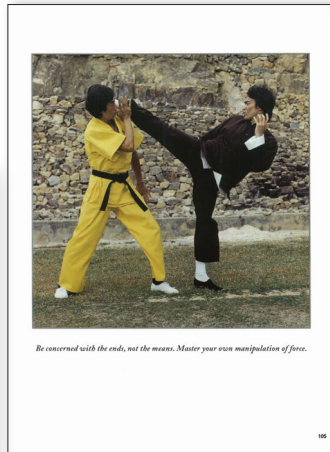 Be concerned with the ends, not the means. Master your own manipulation of force.
105